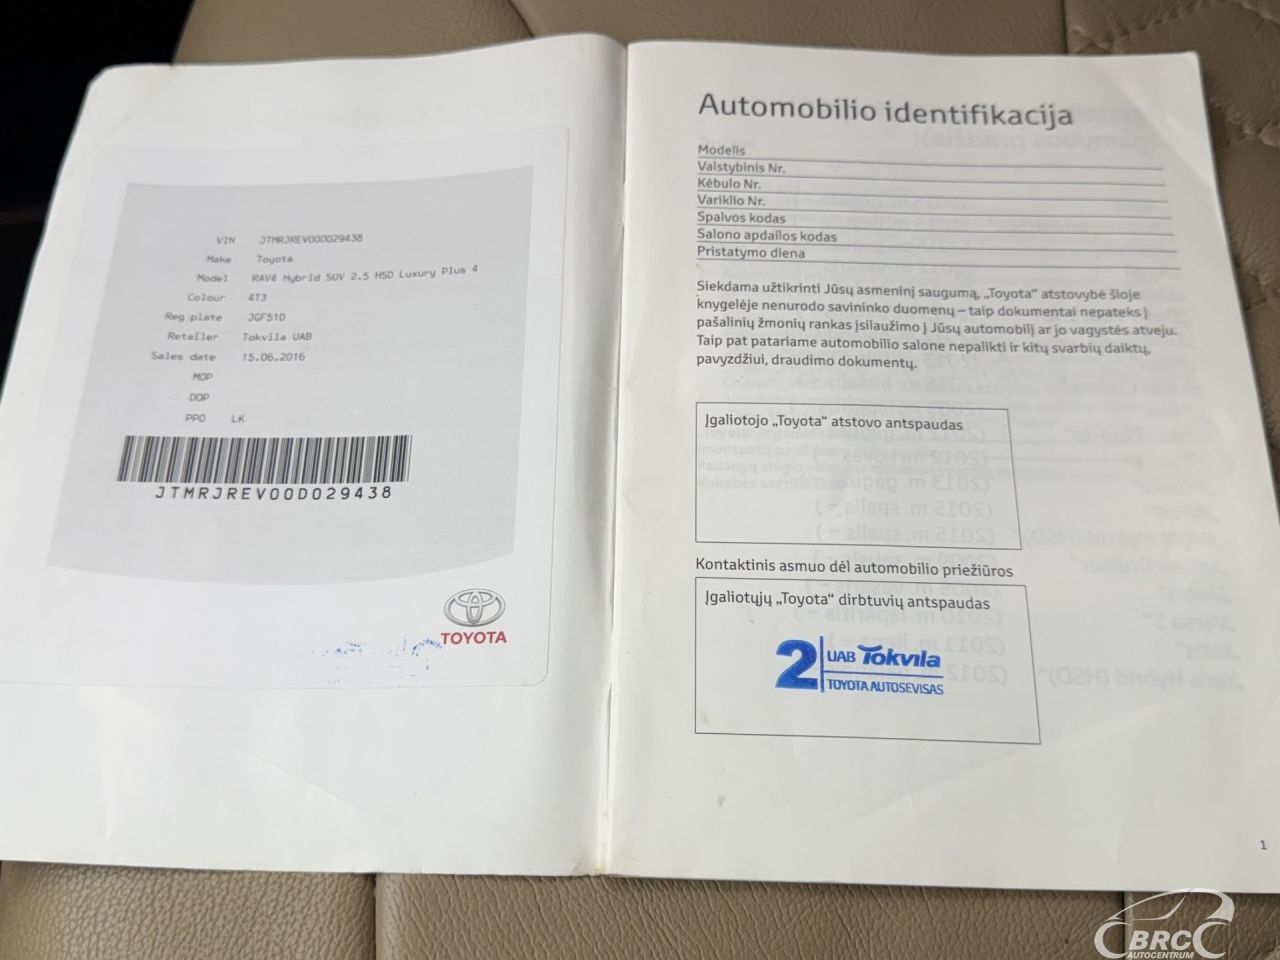 VIN JTMRJREV00D029438
Make Toyota
Model RAV4 Hybrid SUV 2.5 HSD Luxury Plus 4
Colour 4T3
Reg plate JGF510
Retailer Tokvila UAB
Sales date 15.06.2016
MOP
DOP
PPO LK
JTMRJREV00D029438
TOYOTA
Automobilio identifikacija
Modelis
Valstybinis Nr.
Kėbulo Nr.
Variklio Nr.
Spalvos kodas
Salono apdailos kodas
Pristatymo diena
Siekdama užtikrinti Jūsų asmeninį saugumą, „Toyota“ atstovybė šioje
knygelėje nenurodo savininko duomenų – taip dokumentai nepateks į
pašalinių žmonių rankas įsilaužimo į Jūsų automobilį ar jo vagystės atveju.
Taip pat patariame automobilio salone nepalikti ir kitų svarbių daiktų,
pavyzdžiui, draudimo dokumentų.
Įgaliotojo „Toyota“ atstovo antspaudas
Kontaktinis asmuo dėl automobilio priežiūros
Įgaliotųjų „Toyota“ dirbtuvių antspaudas
2 UAB Tokvila
TOYOTA AUTOSEVISAS
1
BRC
AUTOCENTRUM